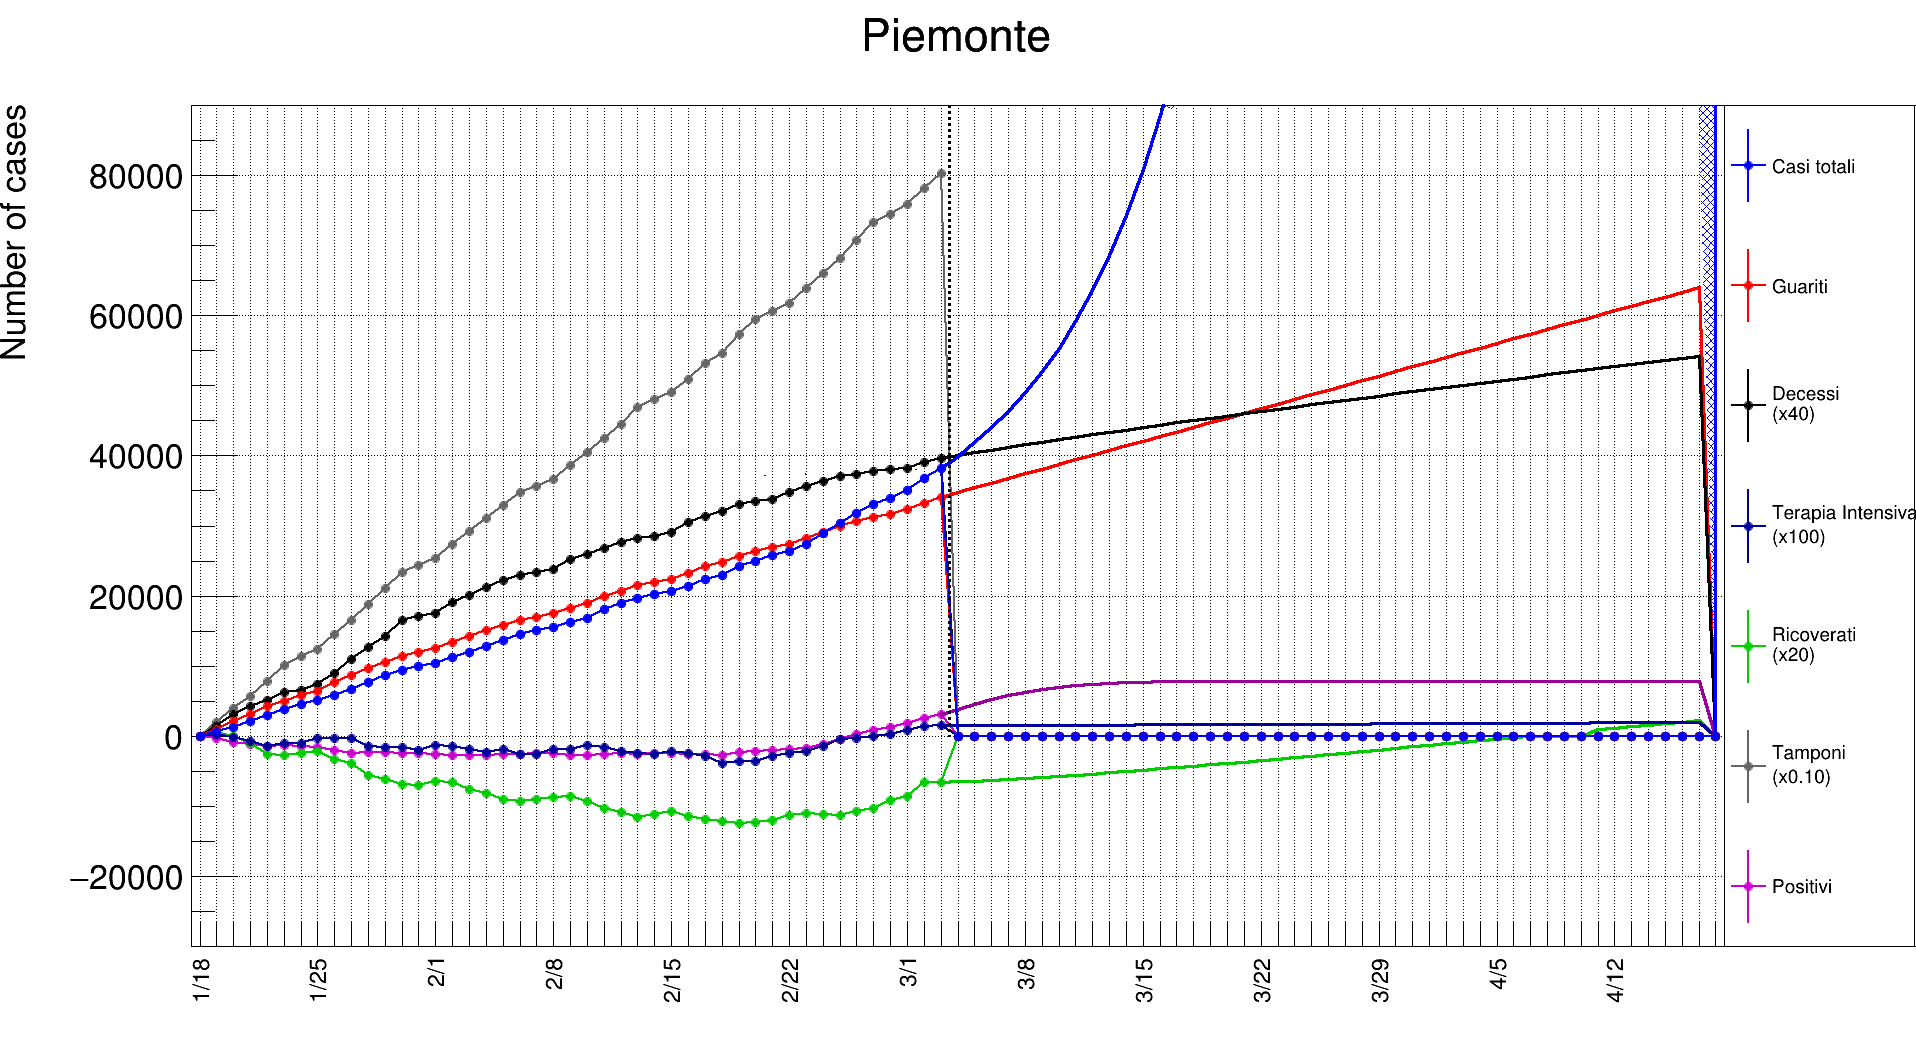 Piemonte
Number of cases
80000
60000
40000
20000
0
−20000
1/18
1/25
2/1
2/8
2/15
2/22
3/1
3/8
3/15
3/22
3/29
4/5
4/12
Casi totali
Guariti
Decessi
(x40)
Terapia Intensiva
(x100)
Ricoverati
(x20)
Tamponi
(x0.10)
Positivi